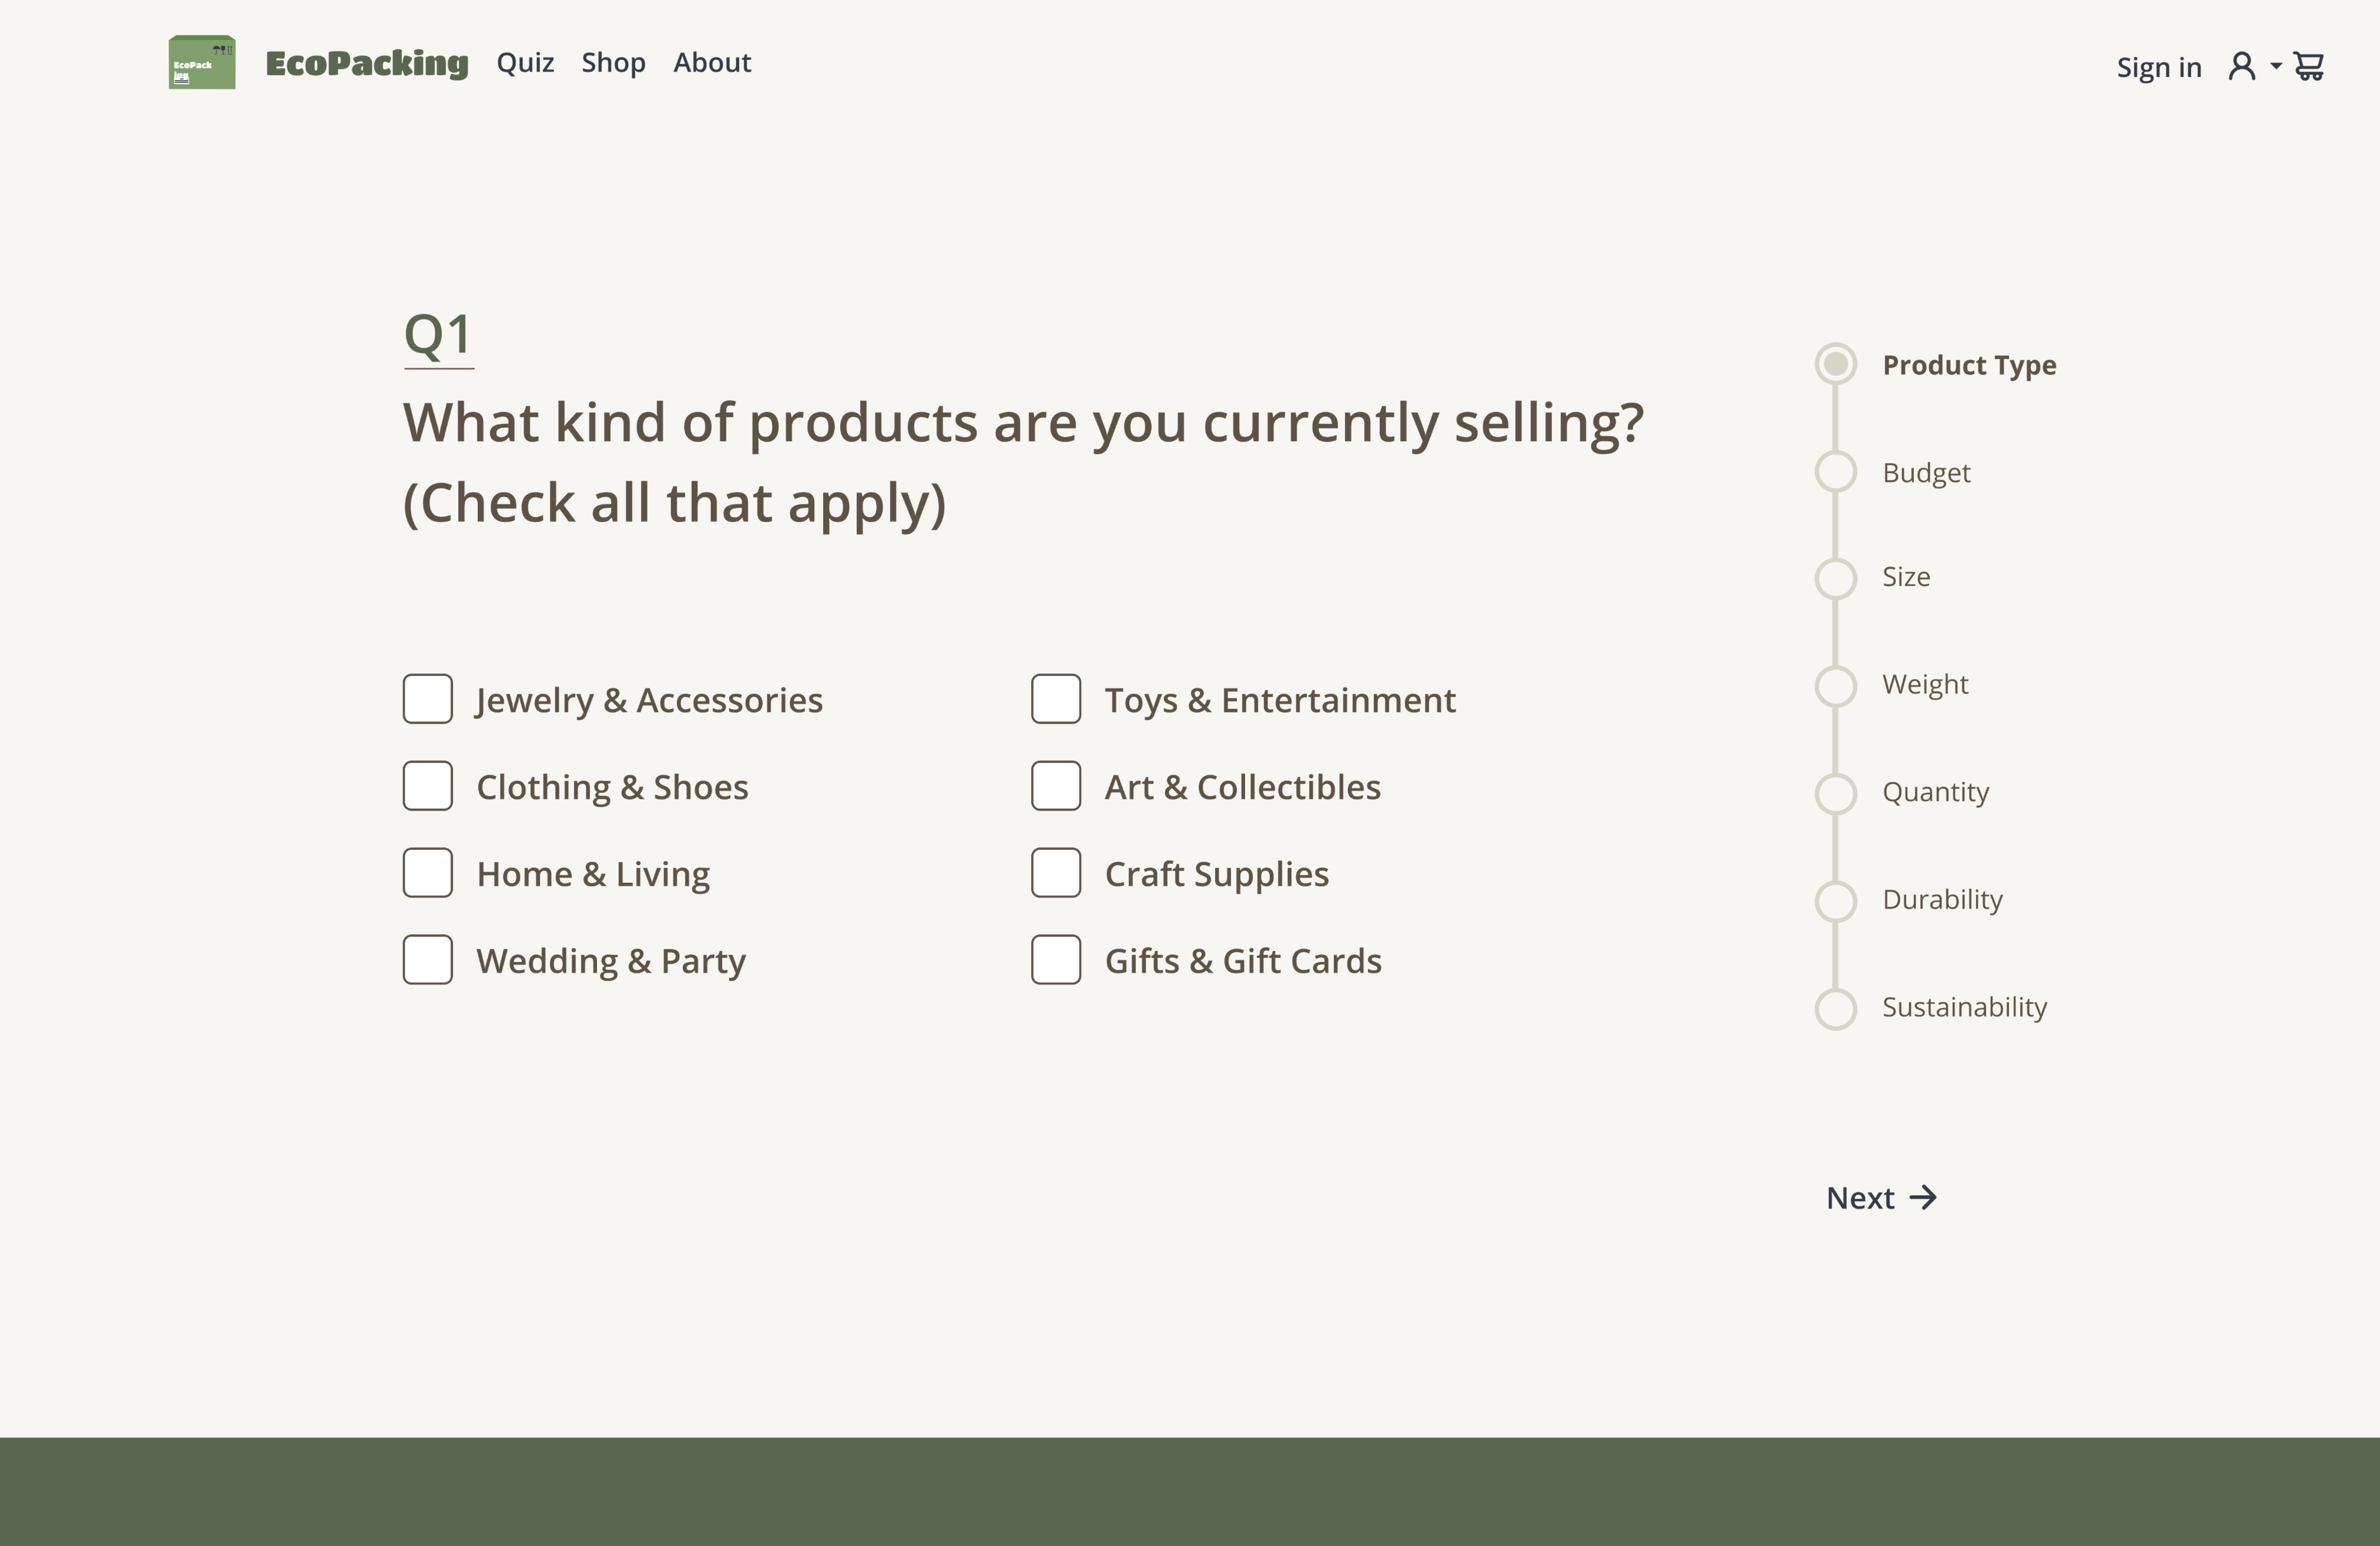 EcoPack
ing
EcoPacking
Quiz
Shop
About
Sign in
Q1
What kind of products are you currently selling?
(Check all that apply)
Jewelry & Accessories
Toys & Entertainment
Clothing & Shoes
Art & Collectibles
Home & Living
Craft Supplies
Wedding & Party
Gifts & Gift Cards
Product Type
Budget
Size
Weight
Quantity
Durability
Sustainability
Next